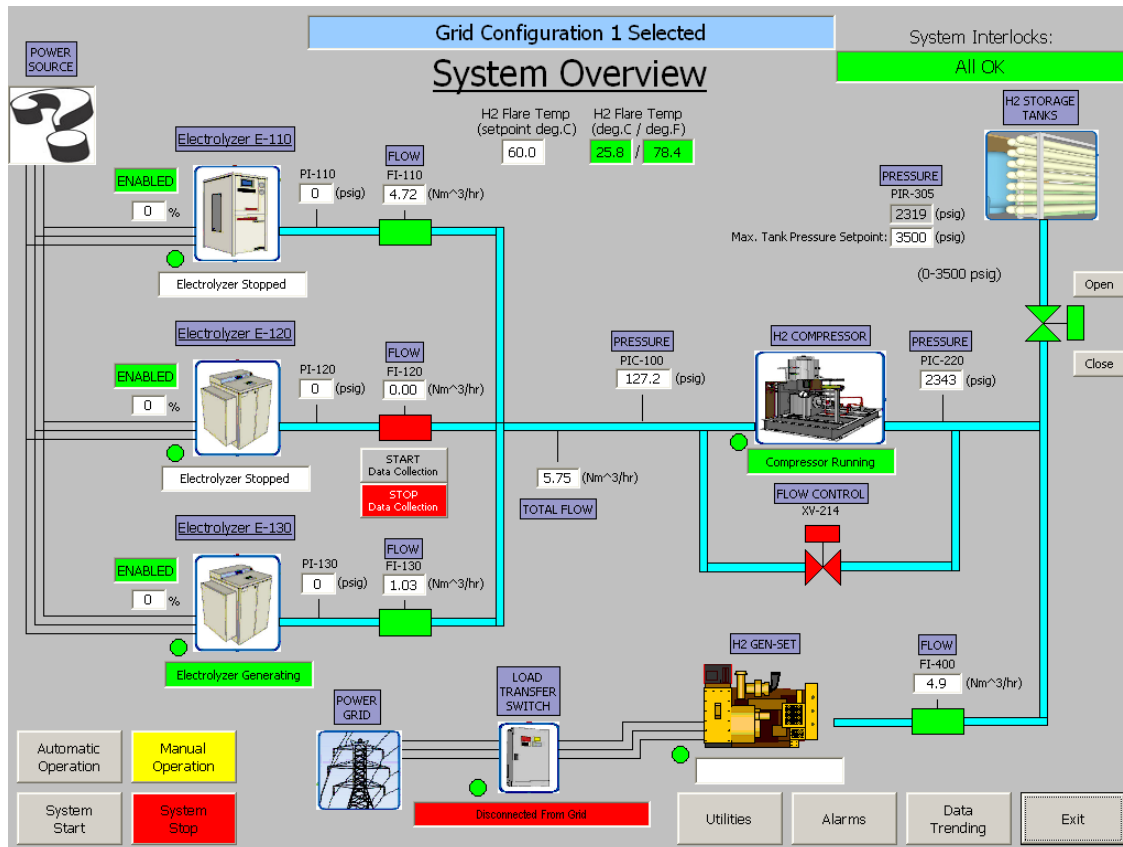 Grid Configuration 1 Selected
System Interlocks:
All OK
System Overview
POWER
SOURCE
H2 Flare Temp
(setpoint deg.C)
60.0
H2 Flare Temp
(deg.C / deg.F)
25.8 / 78.4
H2 STORAGE
TANKS
Electrolyzer E-110
ENABLED
0 %
PI-110
0 (psig)
FLOW
FI-110
4.72 (Nm^3/hr)
Electrolyzer Stopped
PRESSURE
PIR-305
2319 (psig)
Max. Tank Pressure Setpoint: 3500 (psig)
(0-3500 psig)
Open
Close
Electrolyzer E-120
ENABLED
0 %
PI-120
0 (psig)
FLOW
FI-120
0.00 (Nm^3/hr)
Electrolyzer Stopped
START
Data Collection
STOP
Data Collection
PRESSURE
PIC-100
127.2 (psig)
H2 COMPRESSOR
Compressor Running
PRESSURE
PIC-220
2343 (psig)
5.75 (Nm^3/hr)
TOTAL FLOW
FLOW CONTROL
XV-214
Electrolyzer E-130
ENABLED
0 %
PI-130
0 (psig)
FLOW
FI-130
1.03 (Nm^3/hr)
Electrolyzer Generating
POWER
GRID
LOAD
TRANSFER
SWITCH
Disconnected From Grid
H2 GEN-SET
FLOW
FI-400
4.9 (Nm^3/hr)
Automatic
Operation
Manual
Operation
System
Start
System
Stop
Utilities
Alarms
Data
Trending
Exit